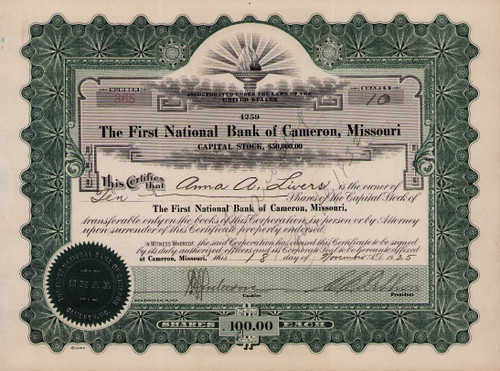 NUMBER
365
SHARES
10
INCORPORATED UNDER THE LAWS OF THE
UNITED STATES
4259
The First National Bank of Cameron, Missouri
CAPITAL STOCK, $50,000.00
This Certifies that Anna A. Livers is the owner of
Ten Shares of the Capital Stock of
The First National Bank of Cameron, Missouri,
transferable only on the books of this Corporation in person or by Attorney
upon surrender of this Certificate properly endorsed.
IN WITNESS WHEREOF, the said Corporation has caused this Certificate to be signed
by its duly authorized officers and its Corporate Seal to be hereunto affixed
at Cameron, Missouri, this 18 day of November A.D. 1925
Cashier
President
SEAL
SHARES 100.00 EACH